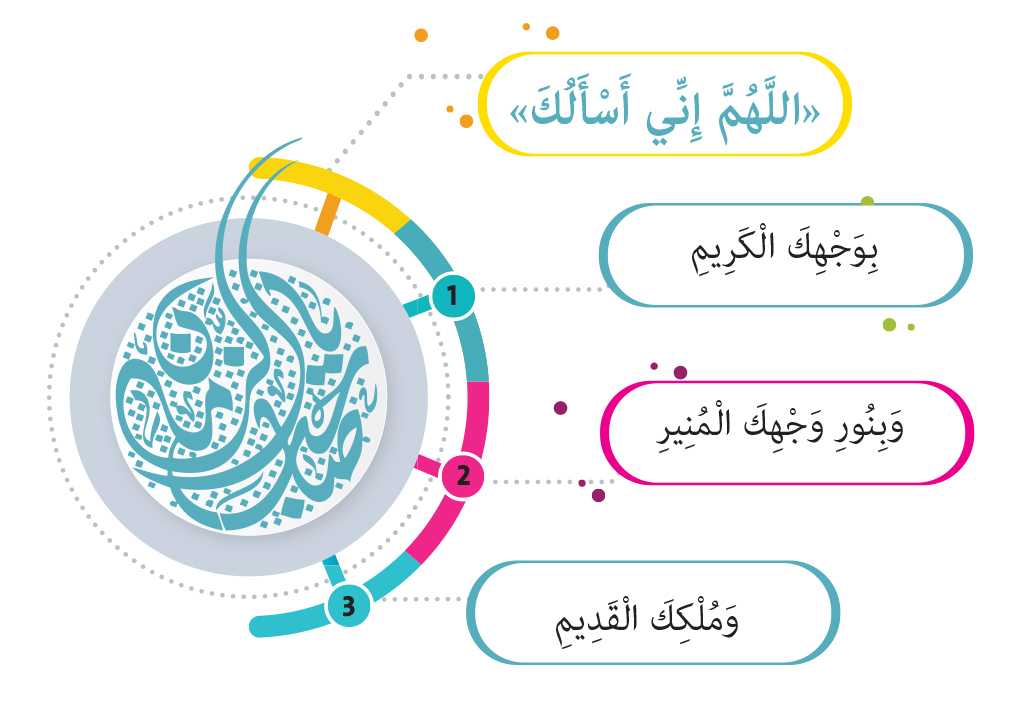 «اللَّهُمَّ إِنِّي أَسْأَلُكَ»
1
بِوَجْهِكَ الْكَرِيمِ
2
وَبِنُورِ وَجْهِكَ الْمُنِيرِ
3
وَمُلْكِكَ الْقَدِيمِ